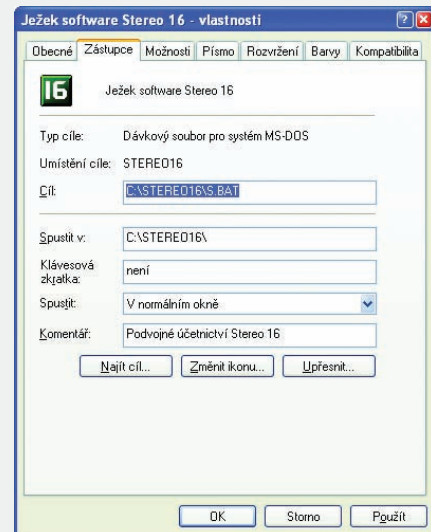 Ježek software Stereo 16 - vlastnosti
Obecné Zástupce Možnosti Písmo Rozvržení Barvy Kompatibilita
16 Ježek software Stereo 16
Typ cíle: Dávkový soubor pro systém MS-DOS
Umístění cíle: STEREO16
Cíl: C:\STEREO16\S.BAT
Spustit v: C:\STEREO16\
Klávesová
zkratka: není
Spustit: V normálním okně
Komentář: Podvojné účetnictví Stereo 16
Najít cíl... Změnit ikonu... Upřesnit...
OK Storno Použít